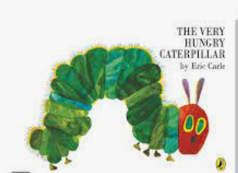 THE VERY
HUNGRY
CATERPILLAR
by Eric Carle